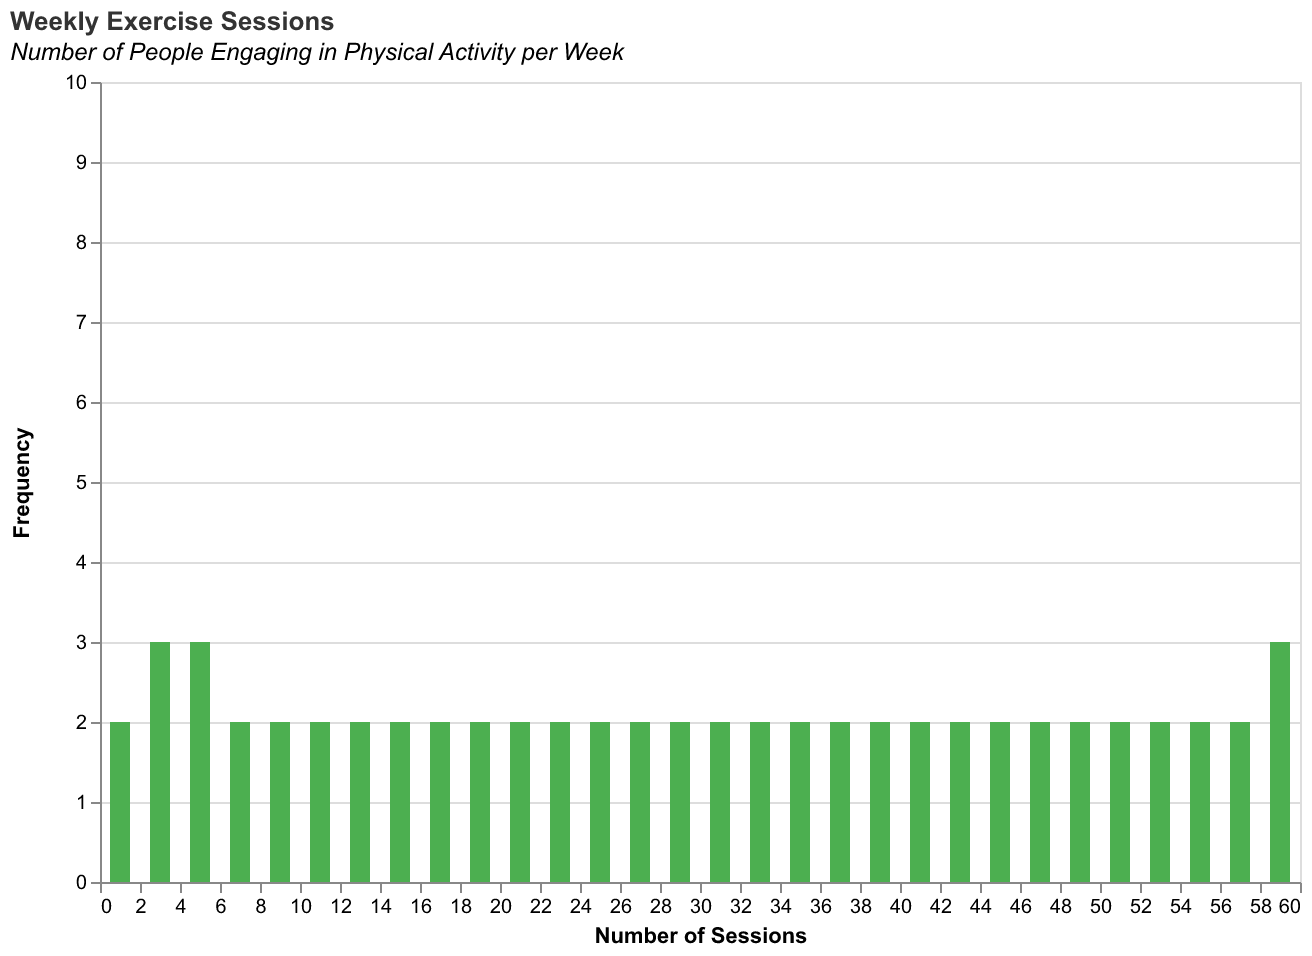 Weekly Exercise Sessions
Number of People Engaging in Physical Activity per Week
10
9
8
7
6
5
4
3
2
1
0
Frequency
0 2 4 6 8 10 12 14 16 18 20 22 24 26 28 30 32 34 36 38 40 42 44 46 48 50 52 54 56 58 60
Number of Sessions